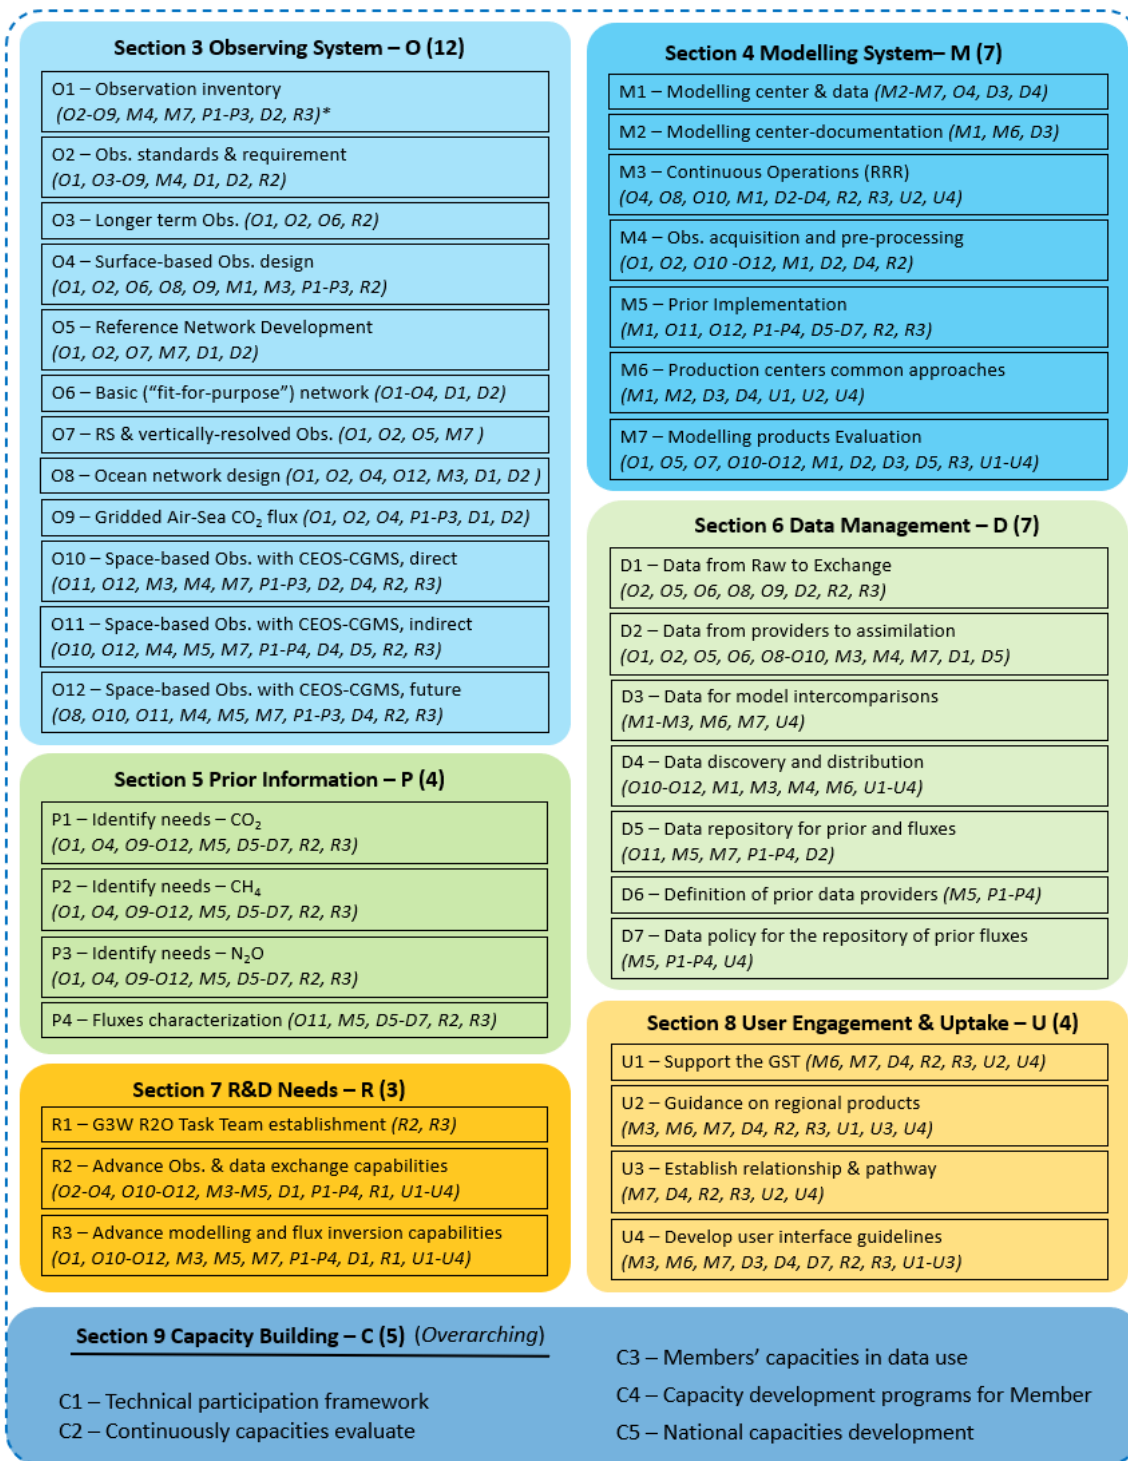 Section 3 Observing System – O (12)
O1 – Observation inventory
(O2-O9, M4, M7, P1-P3, D2, R3)*
O2 – Obs. standards & requirement
(O1, O3-O9, M4, D1, D2, R2)
O3 – Longer term Obs. (O1, O2, O6, R2)
O4 – Surface-based Obs. design
(O1, O2, O6, O8, O9, M1, M3, P1-P3, R2)
O5 – Reference Network Development
(O1, O2, O7, M7, D1, D2)
O6 – Basic (“fit-for-purpose”) network (O1-O4, D1, D2)
O7 – RS & vertically-resolved Obs. (O1, O2, O5, M7 )
O8 – Ocean network design (O1, O2, O4, O12, M3, D1, D2 )
O9 – Gridded Air-Sea CO₂ flux (O1, O2, O4, P1-P3, D1, D2)
O10 – Space-based Obs. with CEOS-CGMS, direct
(O11, O12, M3, M4, M7, P1-P3, D2, D4, R2, R3)
O11 – Space-based Obs. with CEOS-CGMS, indirect
(O10, O12, M4, M5, M7, P1-P4, D4, D5, R2, R3)
O12 – Space-based Obs. with CEOS-CGMS, future
(O8, O10, O11, M4, M5, M7, P1-P3, D4, R2, R3)
Section 5 Prior Information – P (4)
P1 – Identify needs – CO₂
(O1, O4, O9-O12, M5, D5-D7, R2, R3)
P2 – Identify needs – CH₄
(O1, O4, O9-O12, M5, D5-D7, R2, R3)
P3 – Identify needs – N₂O
(O1, O4, O9-O12, M5, D5-D7, R2, R3)
P4 – Fluxes characterization (O11, M5, D5-D7, R2, R3)
Section 7 R&D Needs – R (3)
R1 – G3W R2O Task Team establishment (R2, R3)
R2 – Advance Obs. & data exchange capabilities
(O2-O4, O10-O12, M3-M5, D1, P1-P4, R1, U1-U4)
R3 – Advance modelling and flux inversion capabilities
(O1, O10-O12, M3, M5, M7, P1-P4, D1, R1, U1-U4)
Section 4 Modelling System– M (7)
M1 – Modelling center & data (M2-M7, O4, D3, D4)
M2 – Modelling center-documentation (M1, M6, D3)
M3 – Continuous Operations (RRR)
(O4, O8, O10, M1, D2-D4, R2, R3, U2, U4)
M4 – Obs. acquisition and pre-processing
(O1, O2, O10 -O12, M1, D2, D4, R2)
M5 – Prior Implementation
(M1, O11, O12, P1-P4, D5-D7, R2, R3)
M6 – Production centers common approaches
(M1, M2, D3, D4, U1, U2, U4)
M7 – Modelling products Evaluation
(O1, O5, O7, O10-O12, M1, D2, D3, D5, R3, U1-U4)
Section 6 Data Management – D (7)
D1 – Data from Raw to Exchange
(O2, O5, O6, O8, O9, D2, R2, R3)
D2 – Data from providers to assimilation
(O1, O2, O5, O6, O8-O10, M3, M4, M7, D1, D5)
D3 – Data for model intercomparisons
(M1-M3, M6, M7, U4)
D4 – Data discovery and distribution
(O10-O12, M1, M3, M4, M6, U1-U4)
D5 – Data repository for prior and fluxes
(O11, M5, M7, P1-P4, D2)
D6 – Definition of prior data providers (M5, P1-P4)
D7 – Data policy for the repository of prior fluxes
(M5, P1-P4, U4)
Section 8 User Engagement & Uptake – U (4)
U1 – Support the GST (M6, M7, D4, R2, R3, U2, U4)
U2 – Guidance on regional products
(M3, M6, M7, D4, R2, R3, U1, U3, U4)
U3 – Establish relationship & pathway
(M7, D4, R2, R3, U2, U4)
U4 – Develop user interface guidelines
(M3, M6, M7, D3, D4, D7, R2, R3, U1-U3)
Section 9 Capacity Building – C (5) (Overarching)
C1 – Technical participation framework
C2 – Continuously capacities evaluate
C3 – Members’ capacities in data use
C4 – Capacity development programs for Member
C5 – National capacities development